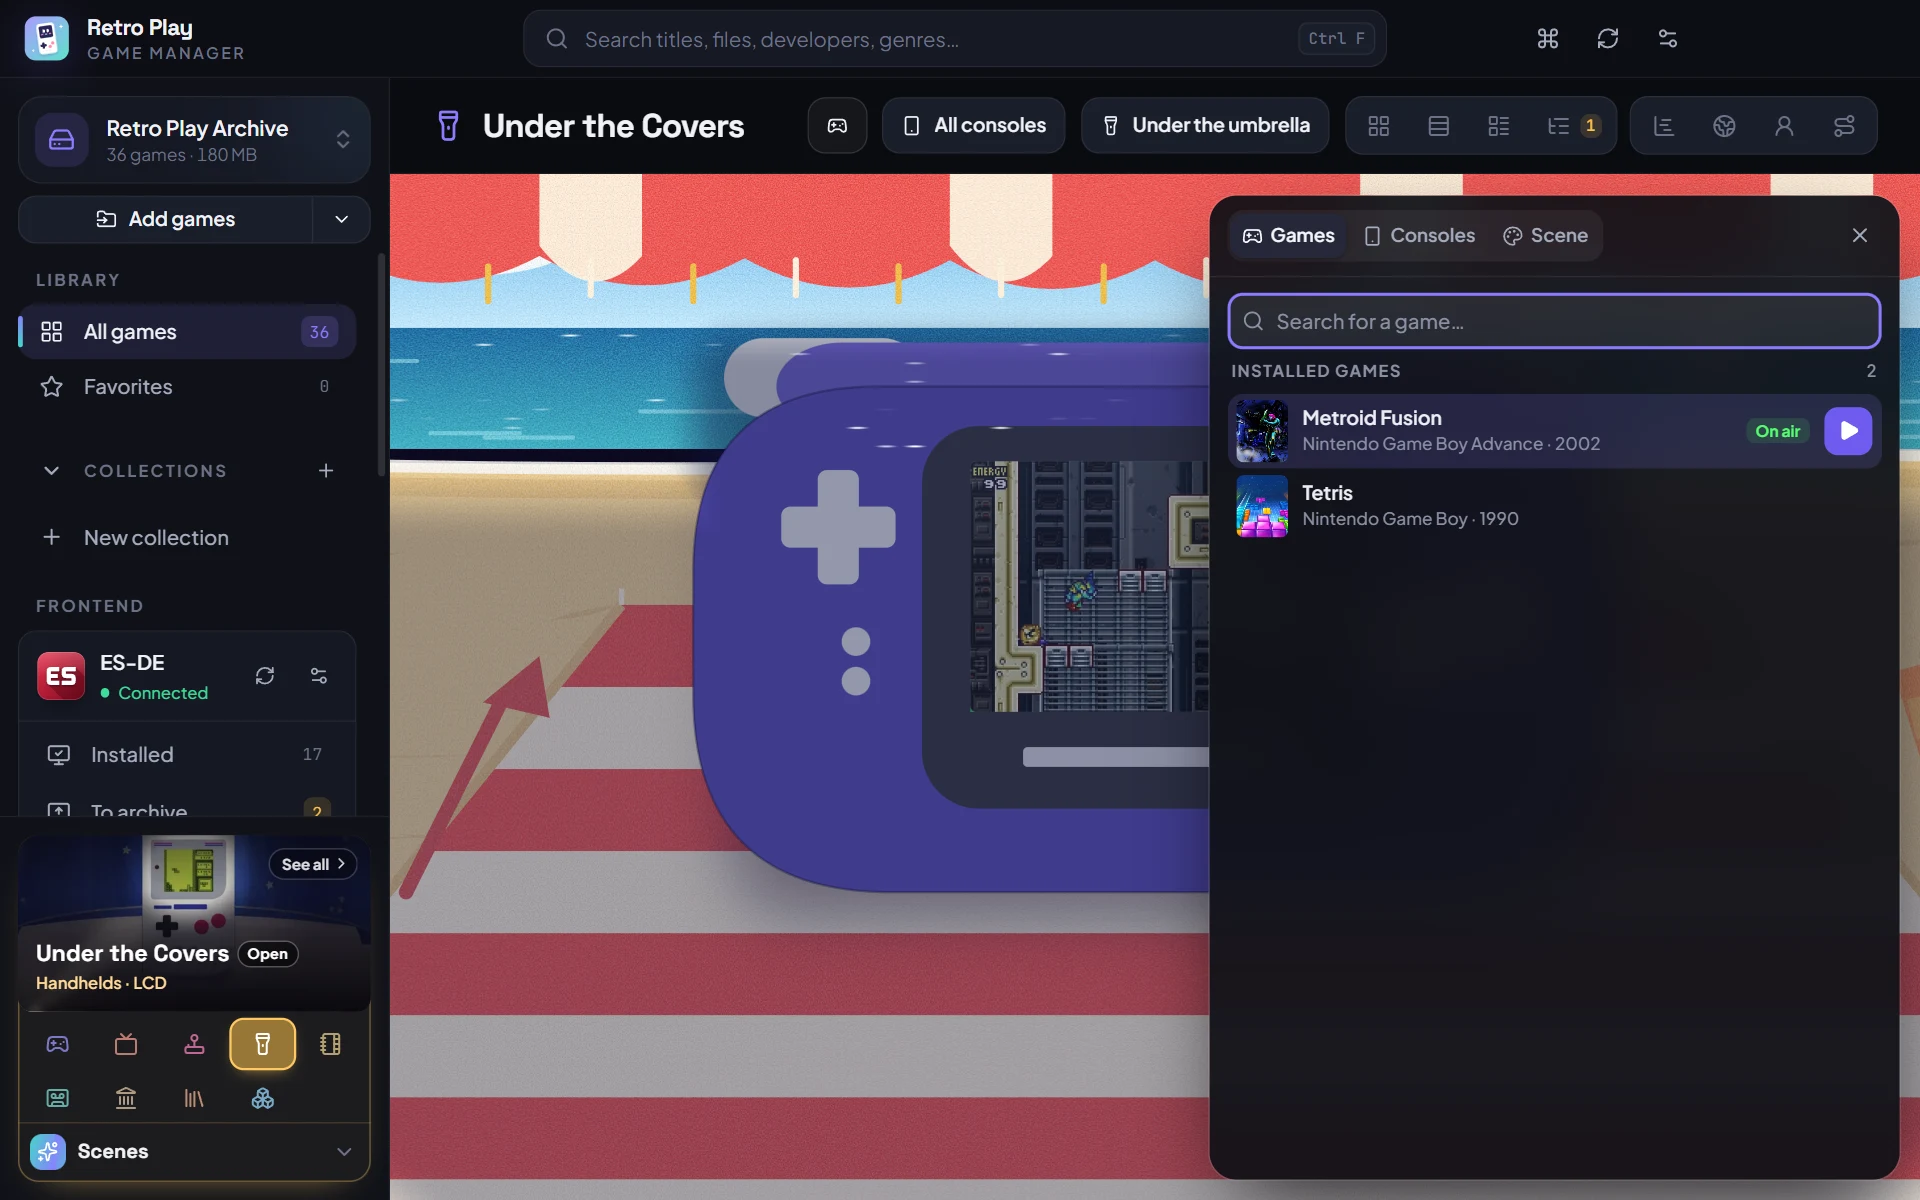 Retro Play
GAME MANAGER
Search titles, files, developers, genres...
Ctrl F
Retro Play Archive
36 games · 180 MB
Add games
LIBRARY
All games
36
Favorites
0
COLLECTIONS
New collection
FRONTEND
ES
ES-DE
Connected
Installed
17
To archive
2
See all
Under the Covers
Open
Handhelds · LCD
Scenes
Under the Covers
All consoles
Under the umbrella
1
ENERGY
99
Games
Consoles
Scene
Search for a game...
INSTALLED GAMES
2
Metroid Fusion
Nintendo Game Boy Advance · 2002
On air
Tetris
Nintendo Game Boy · 1990